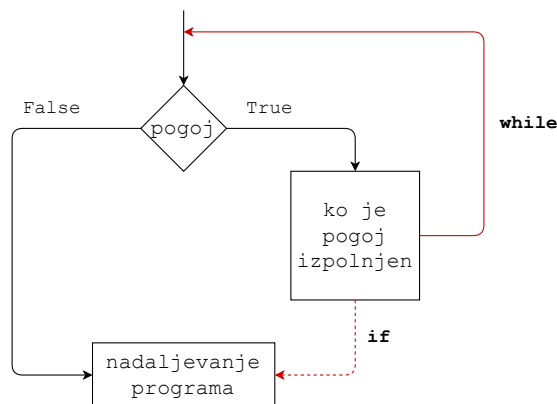 False
True
pogoj
while
ko je
pogoj
izpolnjen
if
nadaljevanje
programa